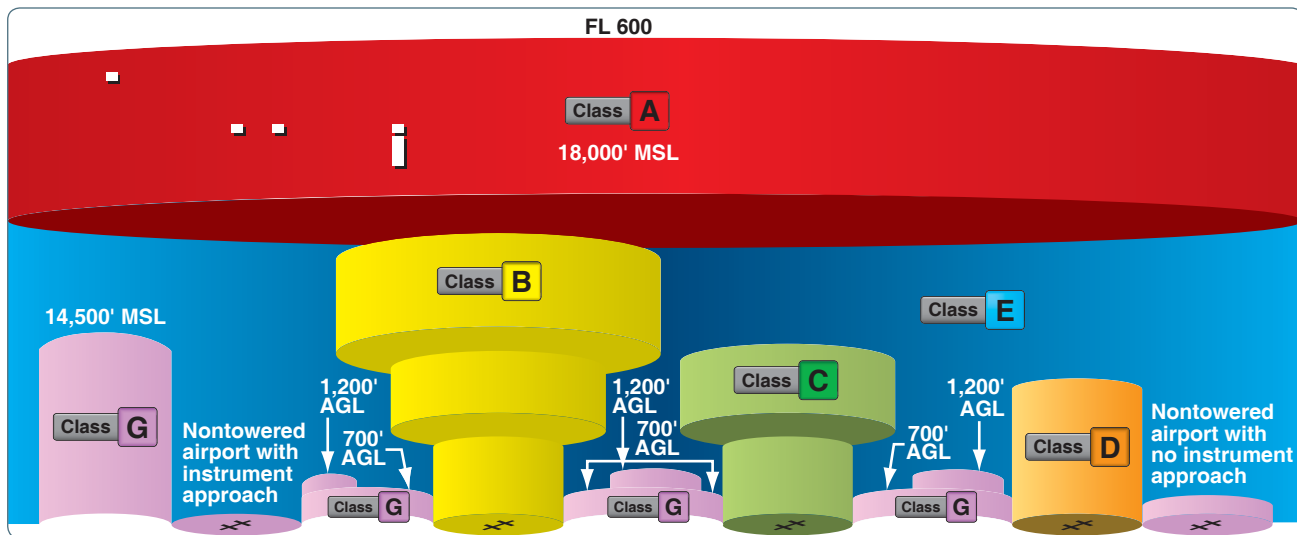 FL 600
Class A
18,000' MSL
Class B
Class E
14,500' MSL
Class G
Nontowered
airport with
instrument
approach
1,200'
AGL
700'
AGL
Class G
1,200'
AGL
700'
AGL
Class G
Class C
700'
AGL
1,200'
AGL
Class G
Class D
Nontowered
airport with
no instrument
approach